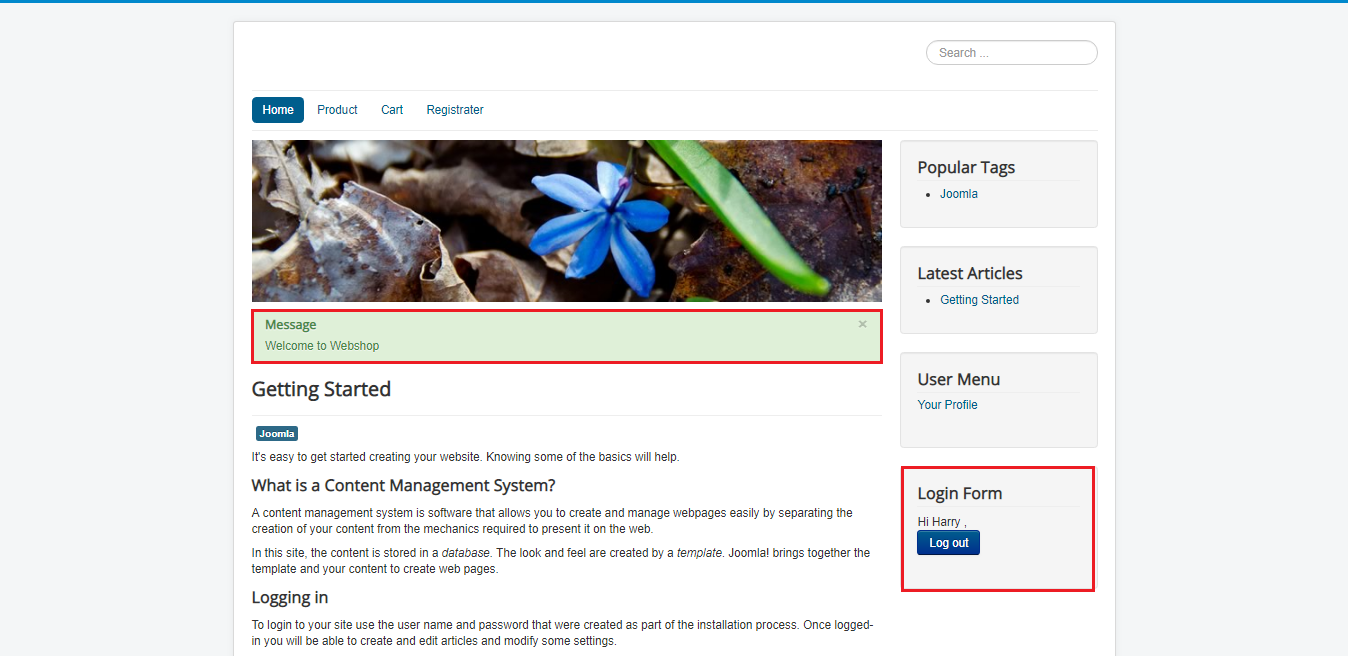 Search ...
Home Product Cart Registrater
Message ×
Welcome to Webshop
Getting Started
Joomla
It's easy to get started creating your website. Knowing some of the basics will help.
What is a Content Management System?
A content management system is software that allows you to create and manage webpages easily by separating the
creation of your content from the mechanics required to present it on the web.
In this site, the content is stored in a database. The look and feel are created by a template. Joomla! brings together the
template and your content to create web pages.
Logging in
To login to your site use the user name and password that were created as part of the installation process. Once logged-
in you will be able to create and edit articles and modify some settings.
Popular Tags
Joomla
Latest Articles
Getting Started
User Menu
Your Profile
Login Form
Hi Harry ,
Log out